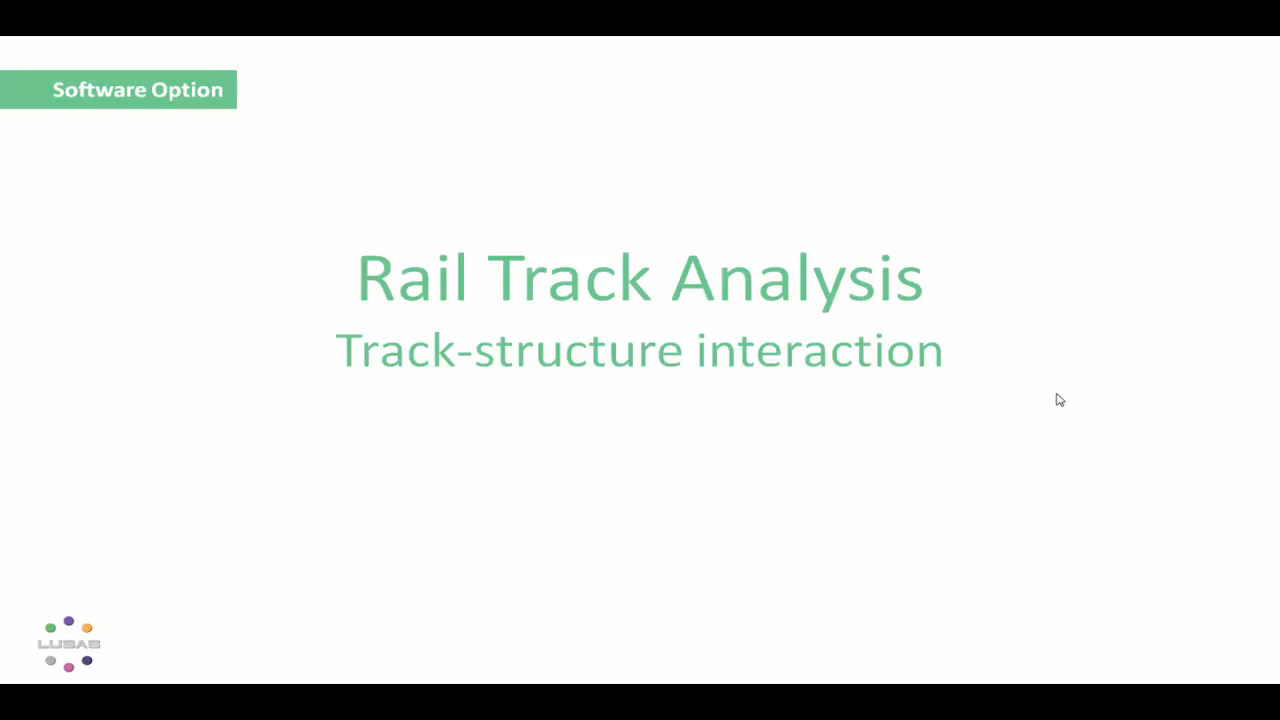 Software Option
Rail Track Analysis
Track-structure interaction
LUSAS